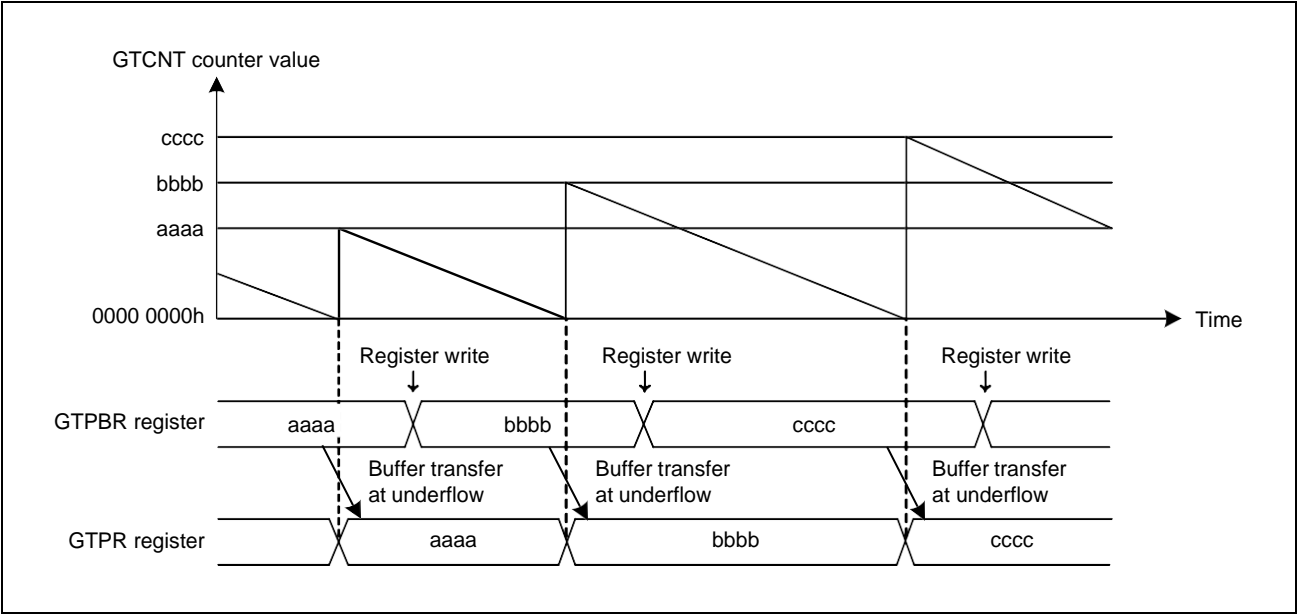 GTCNT counter value
cccc
bbbb
aaaa
0000 0000h
Time
Register write
Register write
Register write
GTPBR register
aaaa
bbbb
cccc
Buffer transfer
at underflow
Buffer transfer
at underflow
Buffer transfer
at underflow
GTPR register
aaaa
bbbb
cccc